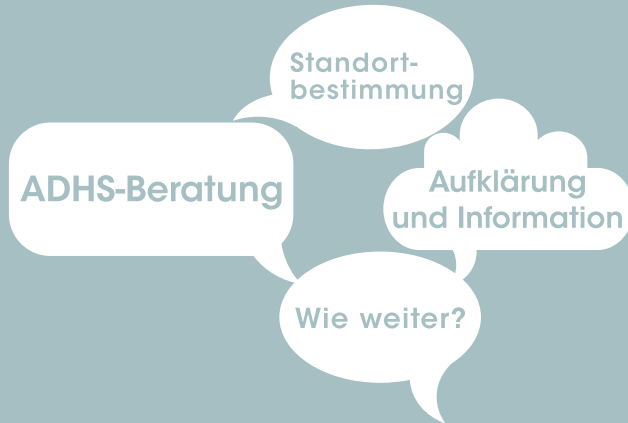 Standort-
bestimmung
ADHS-Beratung
Aufklärung
und Information
Wie weiter?